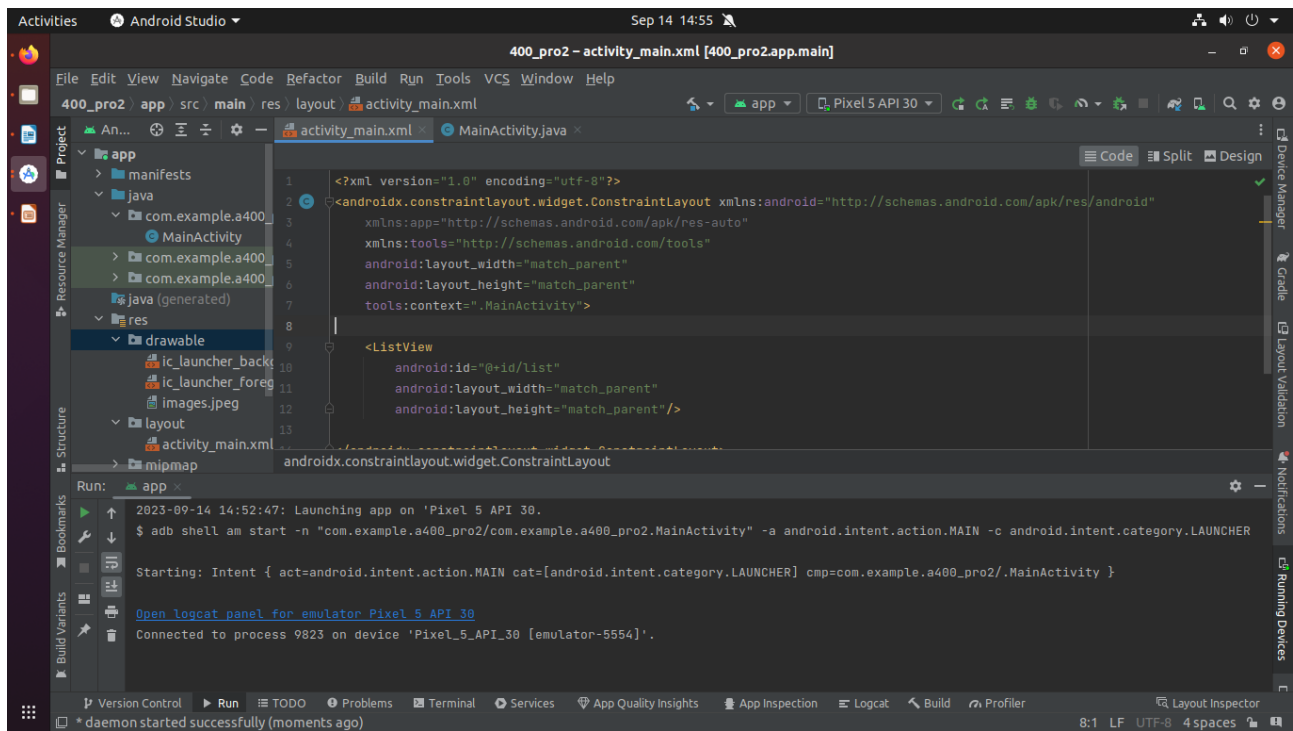 Activities Android Studio Sep 14 14:55
400_pro2 – activity_main.xml [400_pro2.app.main]
File Edit View Navigate Code Refactor Build Run Tools VCS Window Help
400_pro2 app src main res layout activity_main.xml app Pixel 5 API 30
Project An... activity_main.xml MainActivity.java
app Code Split Design
manifests
1 <?xml version="1.0" encoding="utf-8"?>
java
2 <androidx.constraintlayout.widget.ConstraintLayout xmlns:android="http://schemas.android.com/apk/res/android"
com.example.a400_
3 xmlns:app="http://schemas.android.com/apk/res-auto"
MainActivity
4 xmlns:tools="http://schemas.android.com/tools"
com.example.a400_
5 android:layout_width="match_parent"
com.example.a400_
6 android:layout_height="match_parent"
java (generated)
7 tools:context=".MainActivity">
res
8
drawable
9 <ListView
ic_launcher_backg
10 android:id="@+id/list"
ic_launcher_foreg
11 android:layout_width="match_parent"
images.jpeg
12 android:layout_height="match_parent"/>
layout
13
activity_main.xml
mipmap
androidx.constraintlayout.widget.ConstraintLayout
Resource Manager
Structure
Bookmarks
Build Variants
Device Manager
Gradle
Layout Validation
Notifications
Running Devices
Run: app
2023-09-14 14:52:47: Launching app on 'Pixel 5 API 30.
$ adb shell am start -n "com.example.a400_pro2/com.example.a400_pro2.MainActivity" -a android.intent.action.MAIN -c android.intent.category.LAUNCHER
Starting: Intent { act=android.intent.action.MAIN cat=[android.intent.category.LAUNCHER] cmp=com.example.a400_pro2/.MainActivity }
Open logcat panel for emulator Pixel 5 API 30
Connected to process 9823 on device 'Pixel_5_API_30 [emulator-5554]'.
Version Control Run TODO Problems Terminal Services App Quality Insights App Inspection Logcat Build Profiler Layout Inspector
* daemon started successfully (moments ago) 8:1 LF UTF-8 4 spaces